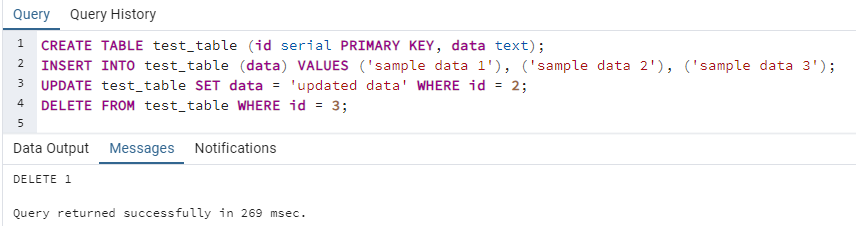 Query Query History
1 CREATE TABLE test_table (id serial PRIMARY KEY, data text);
2 INSERT INTO test_table (data) VALUES ('sample data 1'), ('sample data 2'), ('sample data 3');
3 UPDATE test_table SET data = 'updated data' WHERE id = 2;
4 DELETE FROM test_table WHERE id = 3;
5
Data Output Messages Notifications
DELETE 1
Query returned successfully in 269 msec.